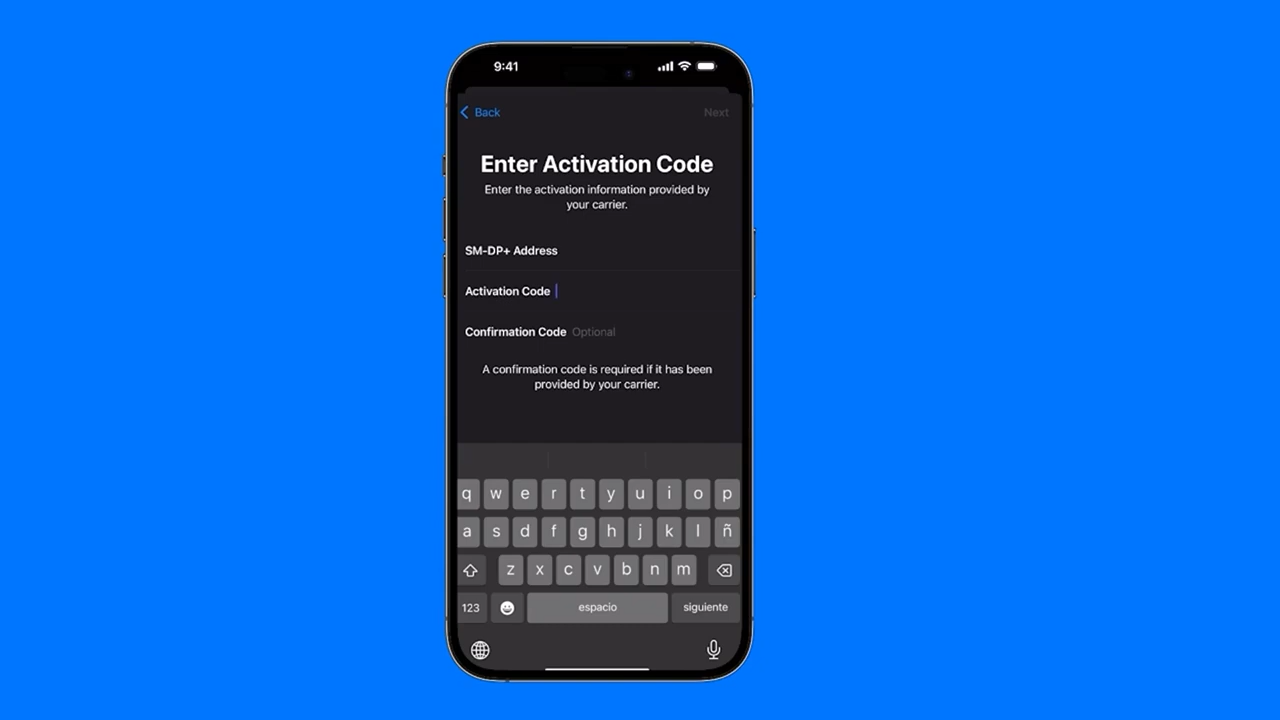 9:41
Back Next
Enter Activation Code
Enter the activation information provided by
your carrier.
SM-DP+ Address
Activation Code
Confirmation Code Optional
A confirmation code is required if it has been
provided by your carrier.
q w e r t y u i o p
a s d f g h j k l ñ
z x c v b n m
123 espacio siguiente